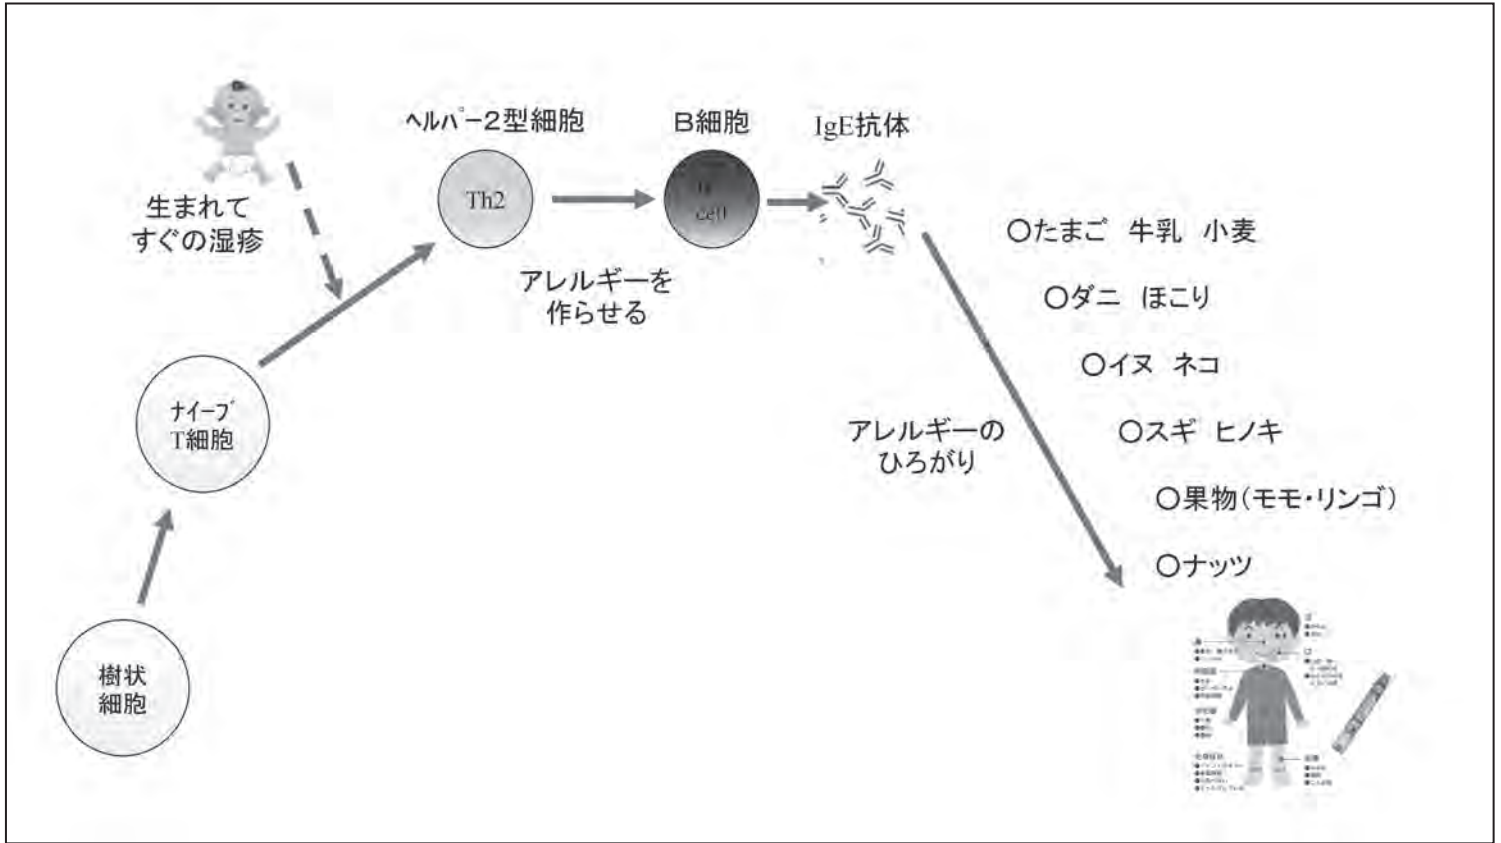 生まれて
すぐの湿疹
ﾍﾙﾊﾟｰ2型細胞
Th2
B細胞
cell
IgE抗体
アレルギーを
作らせる
ﾅｲｰﾌﾞ
T細胞
樹状
細胞
アレルギーの
ひろがり
○たまご 牛乳 小麦
○ダニ ほこり
○イヌ ネコ
○スギ ヒノキ
○果物(モモ・リンゴ)
○ナッツ